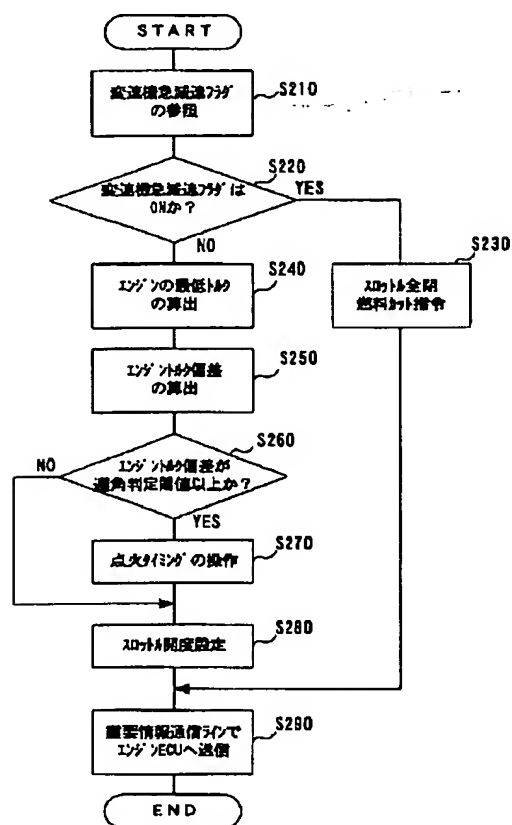 START
変速機急減速フラグ
の参照
S210
変速機急減速フラグは
ONか?
S220
YES
NO
スロットル全閉
燃料カット指令
S230
エンジンの最低トルク
の算出
S240
エンジントルク偏差
の算出
S250
エンジントルク偏差が
遅角判定閾値以上か?
S260
NO
YES
点火タイミングの操作
S270
スロットル開度設定
S280
重要情報通信ラインで
エンジンECUへ送信
S290
END